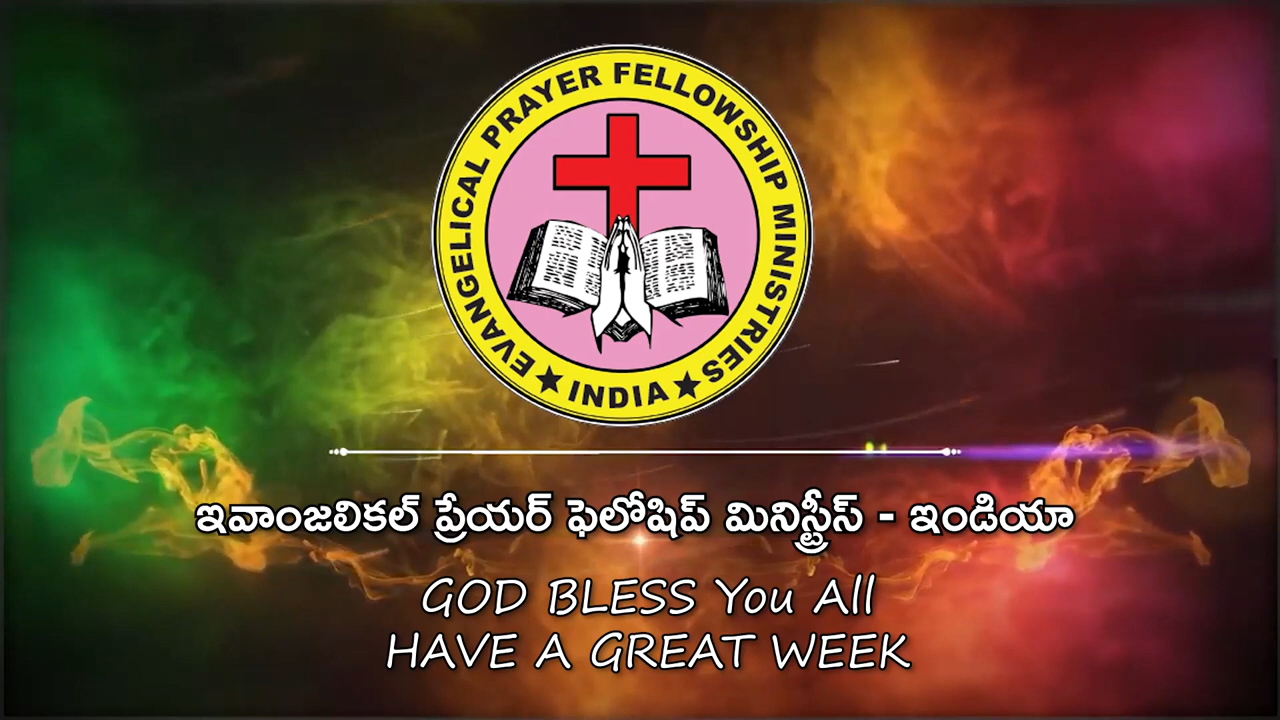 EVANGELICAL PRAYER FELLOWSHIP MINISTRIES
★ INDIA ★
ఇవాంజలికల్ ప్రేయర్ ఫెలోషిప్ మినిస్ట్రీస్ - ఇండియా
GOD BLESS You All
HAVE A GREAT WEEK